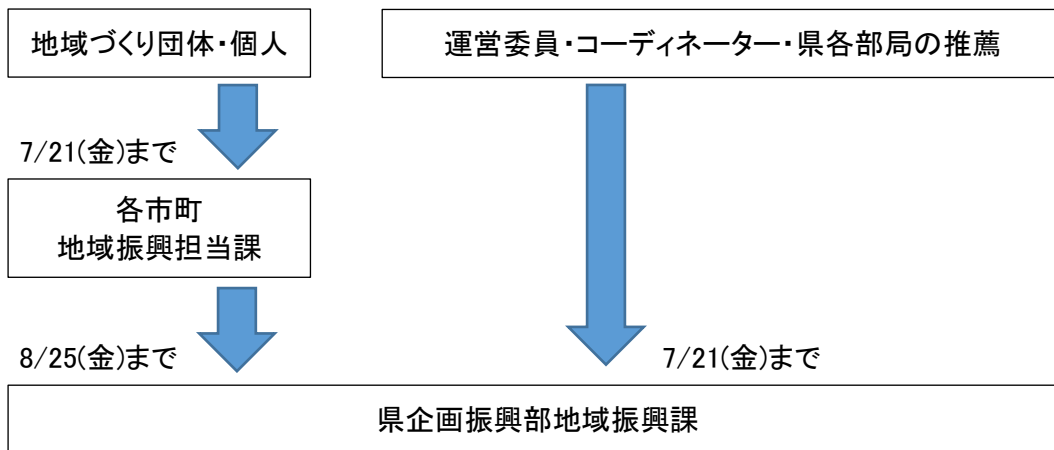 地域づくり団体・個人
運営委員・コーディネーター・県各部局の推薦
7/21(金)まで
各市町
地域振興担当課
8/25(金)まで
7/21(金)まで
県企画振興部地域振興課